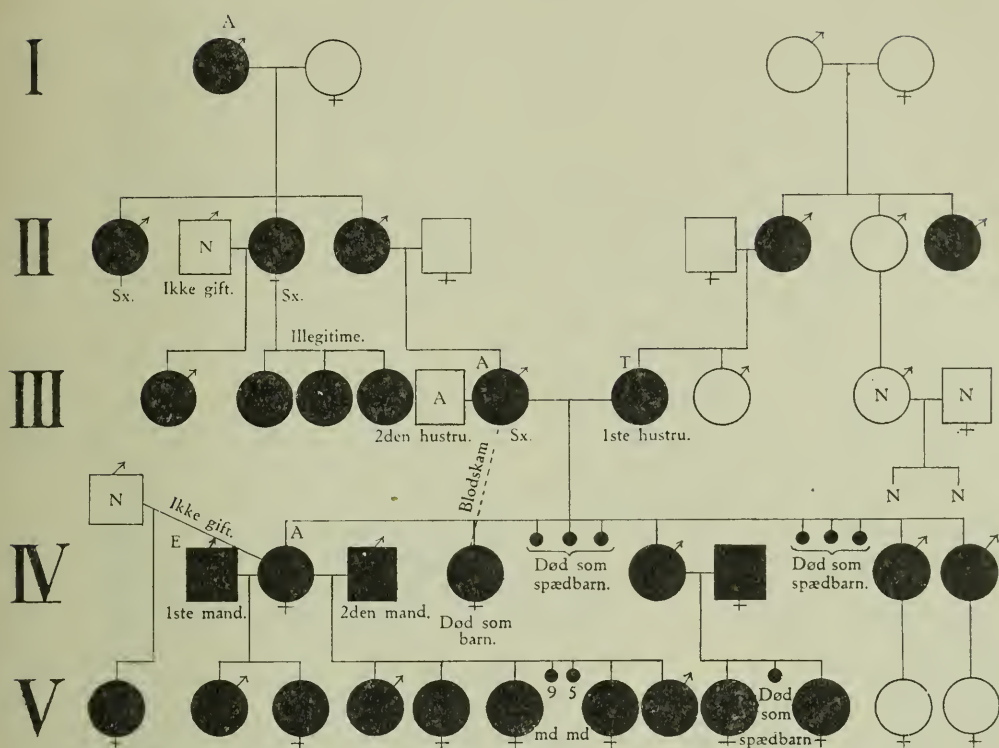 A
I
II
N
Sx.
Ikke gift.
Sx.
Illegitime.
III
A
A
T
N
N
2den hustru.
Sx.
1ste hustru.
Blodskam
N
Ikke gift.
N
N
IV
E
A
Død som
spædbarn.
Død som
spædbarn.
1ste mand.
2den mand.
Død som
barn.
V
9
5
md
md
Død
som
spædbarn